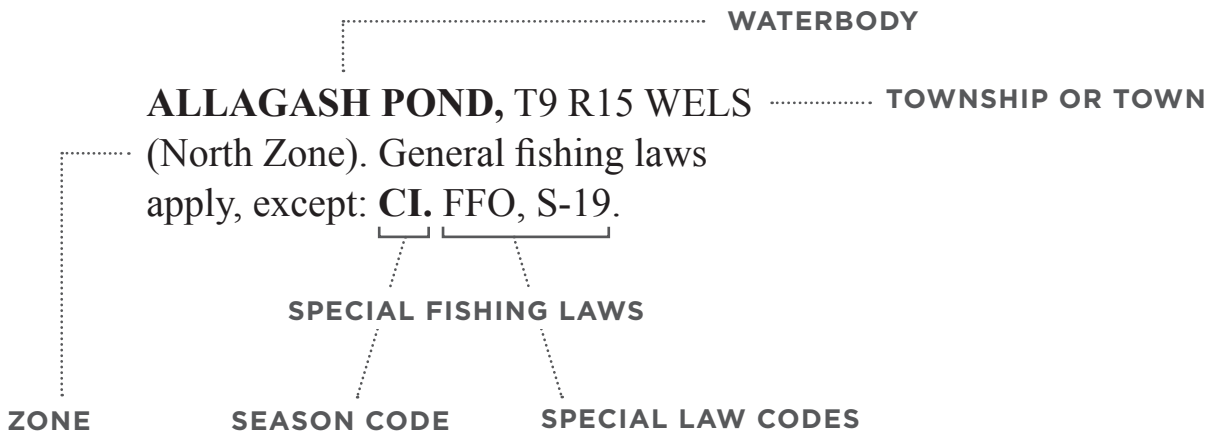 WATERBODY
ALLAGASH POND, T9 R15 WELS
TOWNSHIP OR TOWN
(North Zone). General fishing laws
apply, except: CI. FFO, S-19.
SPECIAL FISHING LAWS
ZONE
SEASON CODE
SPECIAL LAW CODES